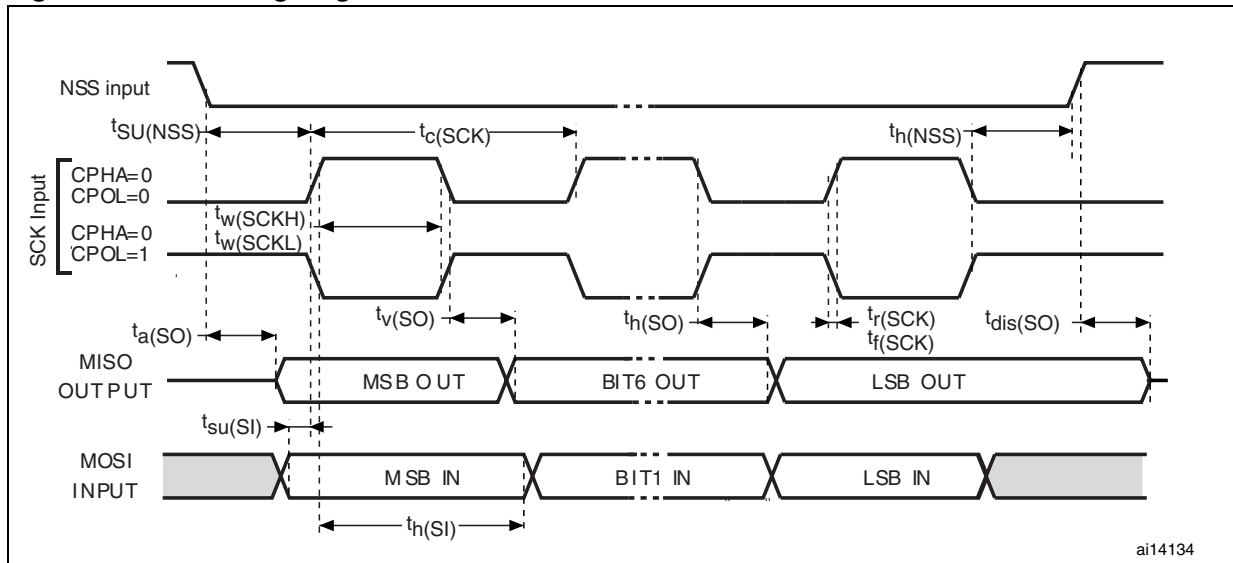 NSS input
tSU(NSS)
tc(SCK)
th(NSS)
SCK Input
CPHA=0
CPOL=0
tw(SCKH)
CPHA=0
tw(SCKL)
CPOL=1
ta(SO)
tv(SO)
th(SO)
tr(SCK)
tf(SCK)
tdis(SO)
MISO
OUTPUT
MSB OUT
BIT6 OUT
LSB OUT
tsu(SI)
MOSI
INPUT
MSB IN
BIT1 IN
LSB IN
th(SI)
ai14134